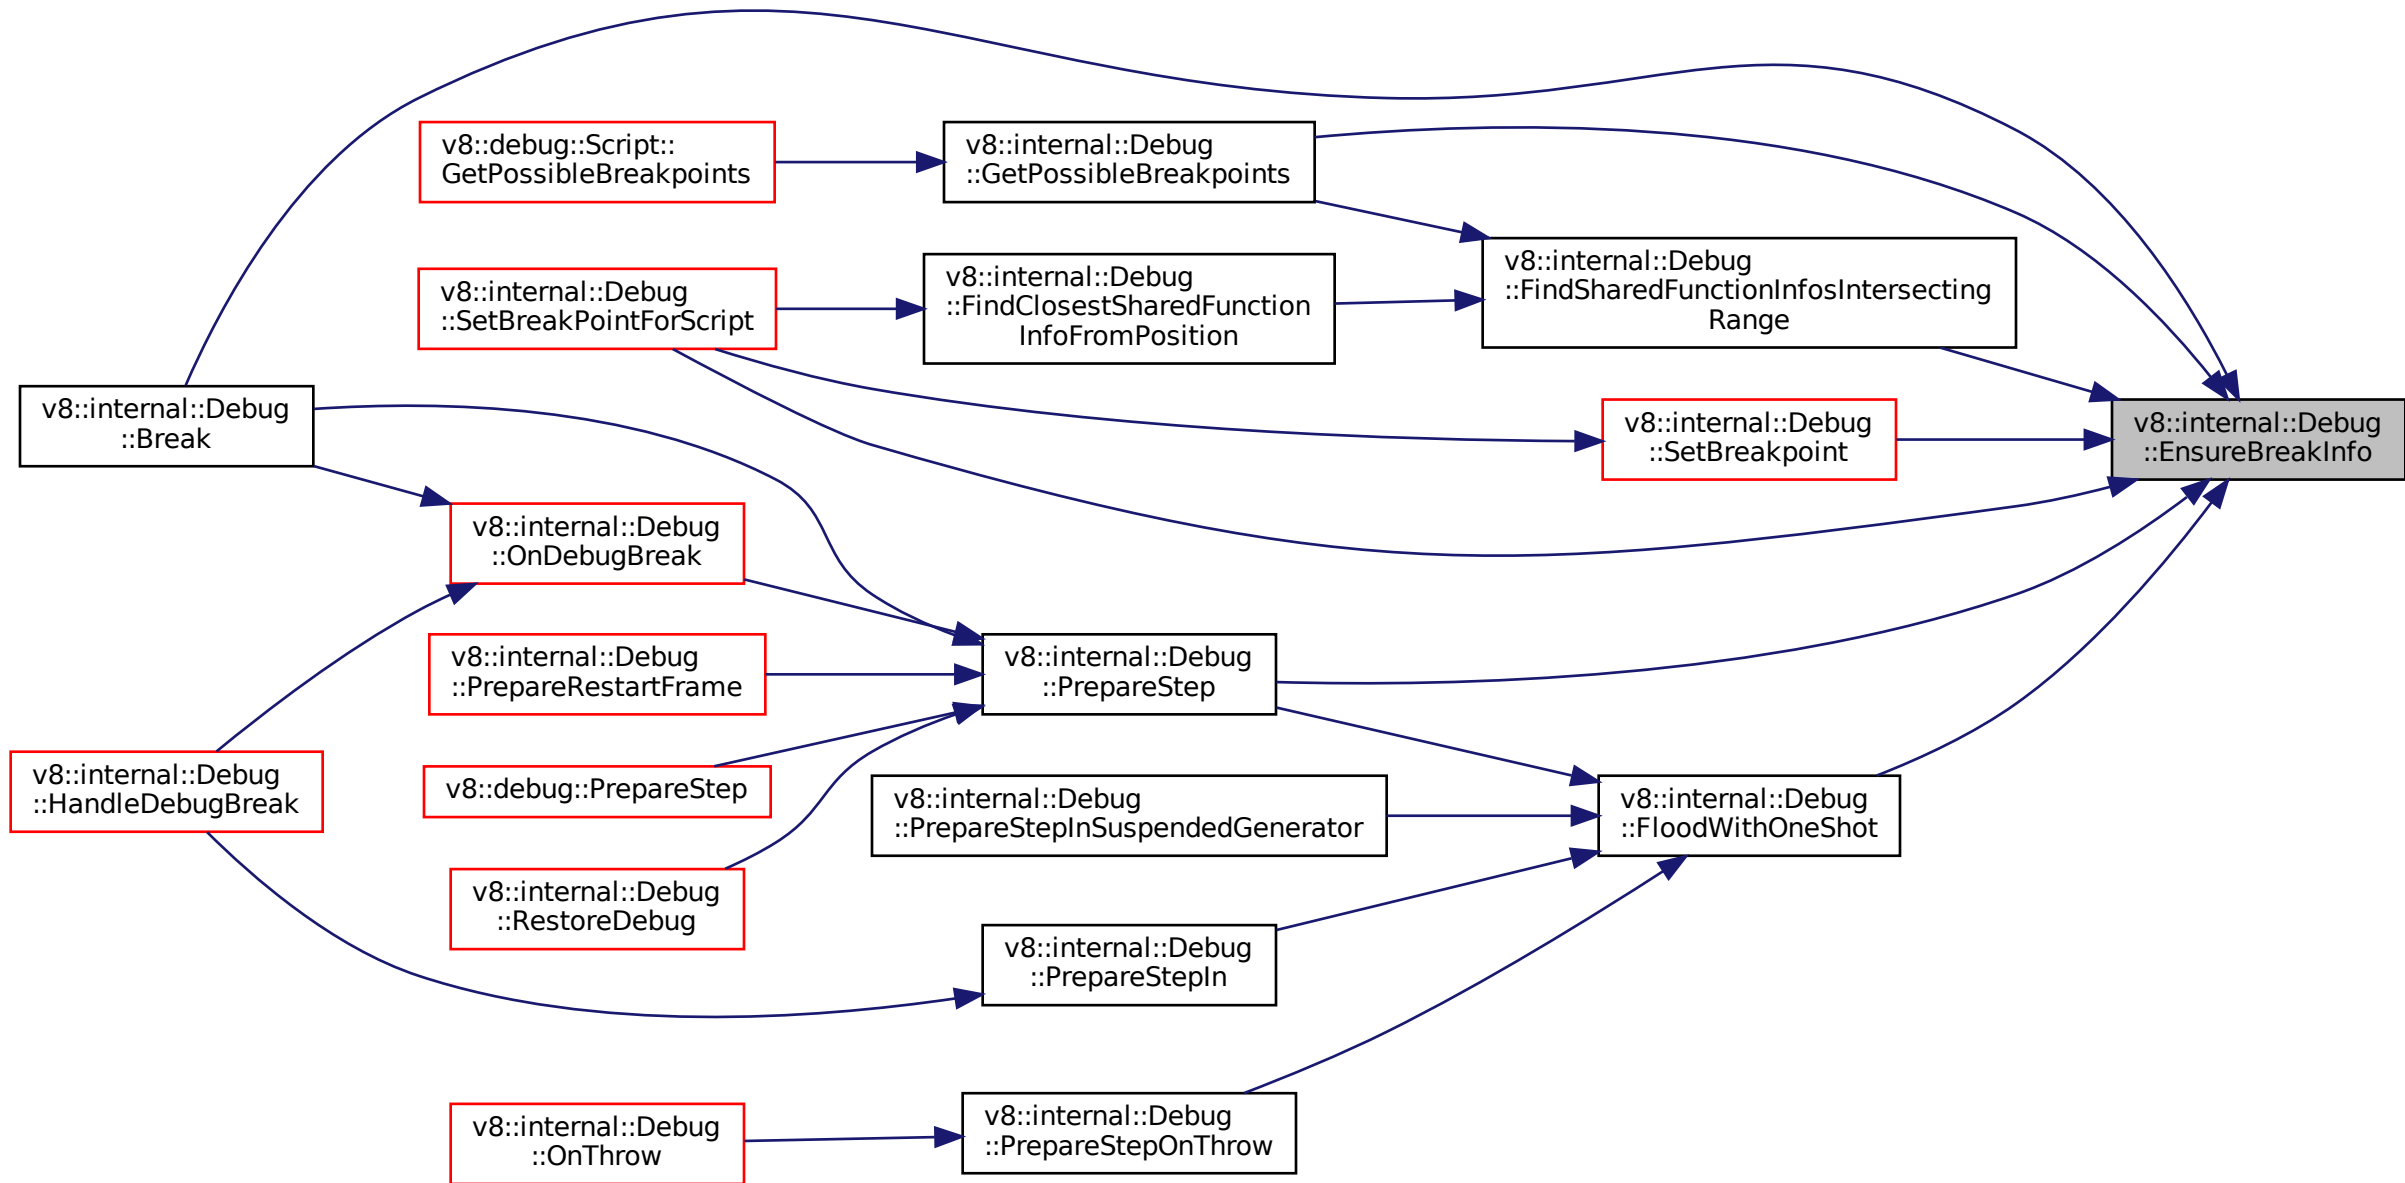 v8::debug::Script::
GetPossibleBreakpoints
v8::internal::Debug
::GetPossibleBreakpoints
v8::internal::Debug
::FindSharedFunctionInfosIntersecting
Range
v8::internal::Debug
::SetBreakPointForScript
v8::internal::Debug
::FindClosestSharedFunction
InfoFromPosition
v8::internal::Debug
::Break
v8::internal::Debug
::SetBreakpoint
v8::internal::Debug
::EnsureBreakInfo
v8::internal::Debug
::OnDebugBreak
v8::internal::Debug
::PrepareRestartFrame
v8::internal::Debug
::PrepareStep
v8::internal::Debug
::HandleDebugBreak
v8::debug::PrepareStep
v8::internal::Debug
::PrepareStepInSuspendedGenerator
v8::internal::Debug
::FloodWithOneShot
v8::internal::Debug
::RestoreDebug
v8::internal::Debug
::PrepareStepIn
v8::internal::Debug
::OnThrow
v8::internal::Debug
::PrepareStepOnThrow